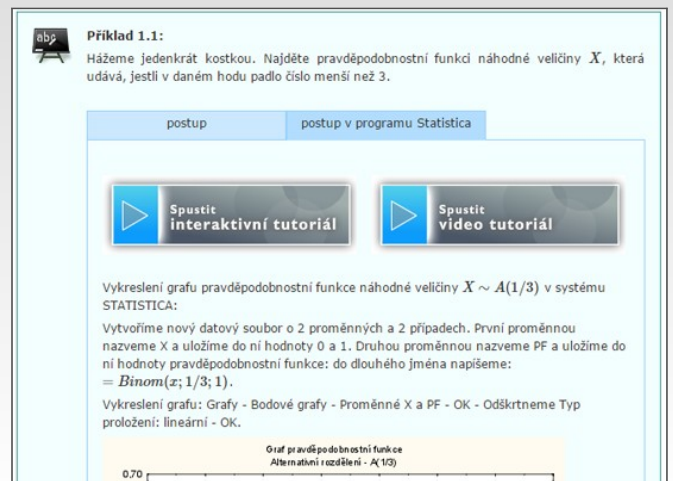 abc
Příklad 1.1:
Házeme jedenkrát kostkou. Najděte pravděpodobnostní funkci náhodné veličiny X, která
udává, jestli v daném hodu padlo číslo menší než 3.
postup
postup v programu Statistica
Spustit
interaktivní tutoriál
Spustit
video tutoriál
Vykreslení grafu pravděpodobnostní funkce náhodné veličiny X ~ A(1/3) v systému
STATISTICA:
Vytvoříme nový datový soubor o 2 proměnných a 2 případech. První proměnnou
nazveme X a uložíme do ní hodnoty 0 a 1. Druhou proměnnou nazveme PF a uložíme do
ní hodnoty pravděpodobnostní funkce: do dlouhého jména napíšeme:
= Binom(x; 1/3; 1).
Vykreslení grafu: Grafy - Bodové grafy - Proměnné X a PF - OK - Odškrtneme Typ
proložení: lineární - OK.
Graf pravděpodobnostní funkce
Alternativní rozdělení - A(1/3)
0.70